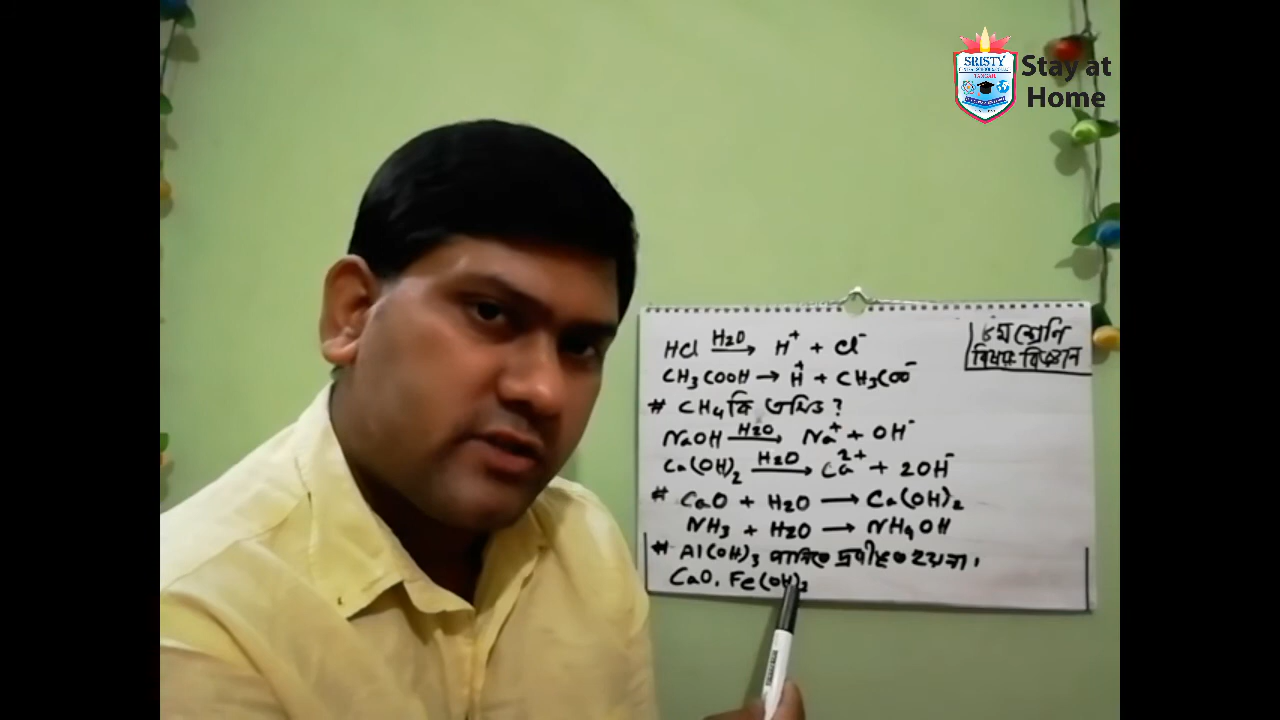 SRISTY
TANGAIL
Stay at
Home
৮ম শ্রেনি
বিষয়: বিজ্ঞান
HCl H2O→ H+ + Cl-
CH3COOH → H+ + CH3COO-
# CH4 কি এসিড ?
NaOH H2O→ Na+ + OH-
Ca(OH)2 H2O→ Ca2+ + 2OH-
# CaO + H2O → Ca(OH)2
NH3 + H2O → NH4OH
# Al(OH)3 পানিতে দ্রবীভূত হয় না।
CaO, Fe(OH)3